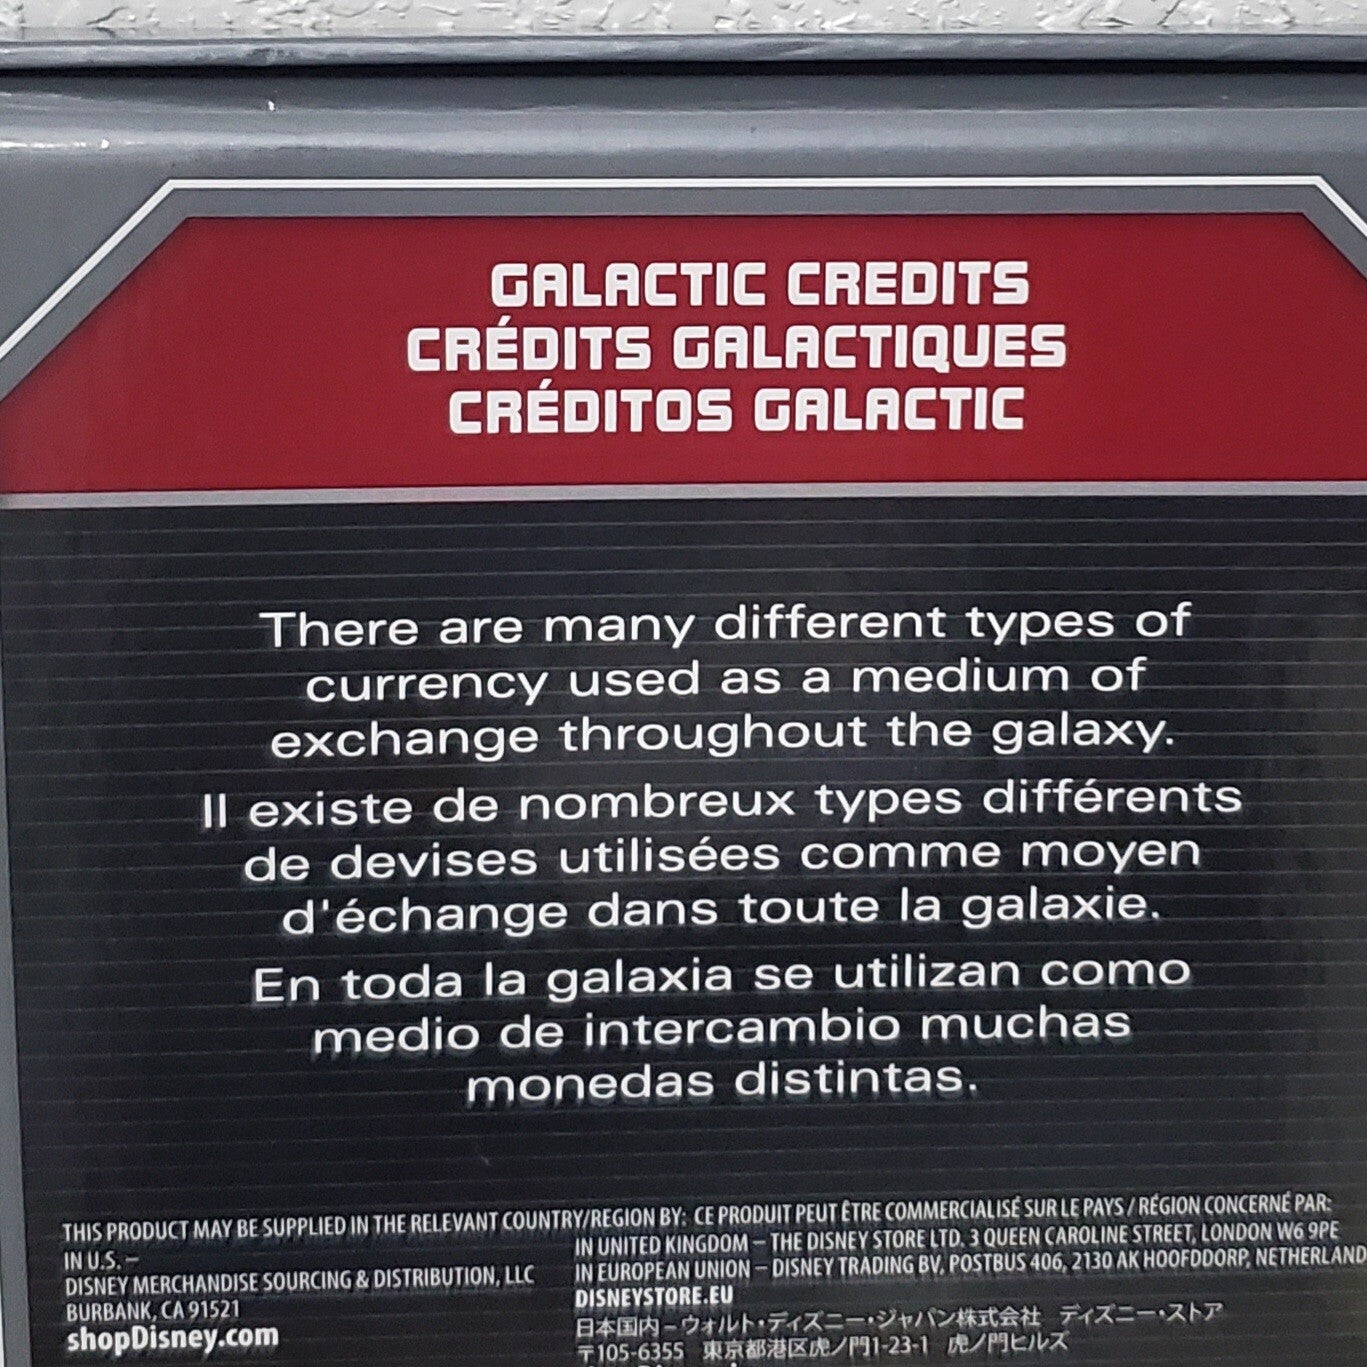 GALACTIC CREDITS
CRÉDITS GALACTIQUES
CRÉDITOS GALACTIC
There are many different types of
currency used as a medium of
exchange throughout the galaxy.
Il existe de nombreux types différents
de devises utilisées comme moyen
d'échange dans toute la galaxie.
En toda la galaxia se utilizan como
medio de intercambio muchas
monedas distintas.
THIS PRODUCT MAY BE SUPPLIED IN THE RELEVANT COUNTRY/REGION BY: CE PRODUIT PEUT ÊTRE COMMERCIALISÉ SUR LE PAYS / RÉGION CONCERNÉ PAR:
IN U.S. –
DISNEY MERCHANDISE SOURCING & DISTRIBUTION, LLC
BURBANK, CA 91521
shopDisney.com
IN UNITED KINGDOM – THE DISNEY STORE LTD. 3 QUEEN CAROLINE STREET, LONDON W6 9PE
IN EUROPEAN UNION – DISNEY TRADING BV, POSTBUS 406, 2130 AK HOOFDDORP, NETHERLAND
DISNEYSTORE.EU
日本国内－ウォルト・ディズニー・ジャパン株式会社 ディズニー・ストア
〒105-6355 東京都港区虎ノ門1-23-1 虎ノ門ヒルズ